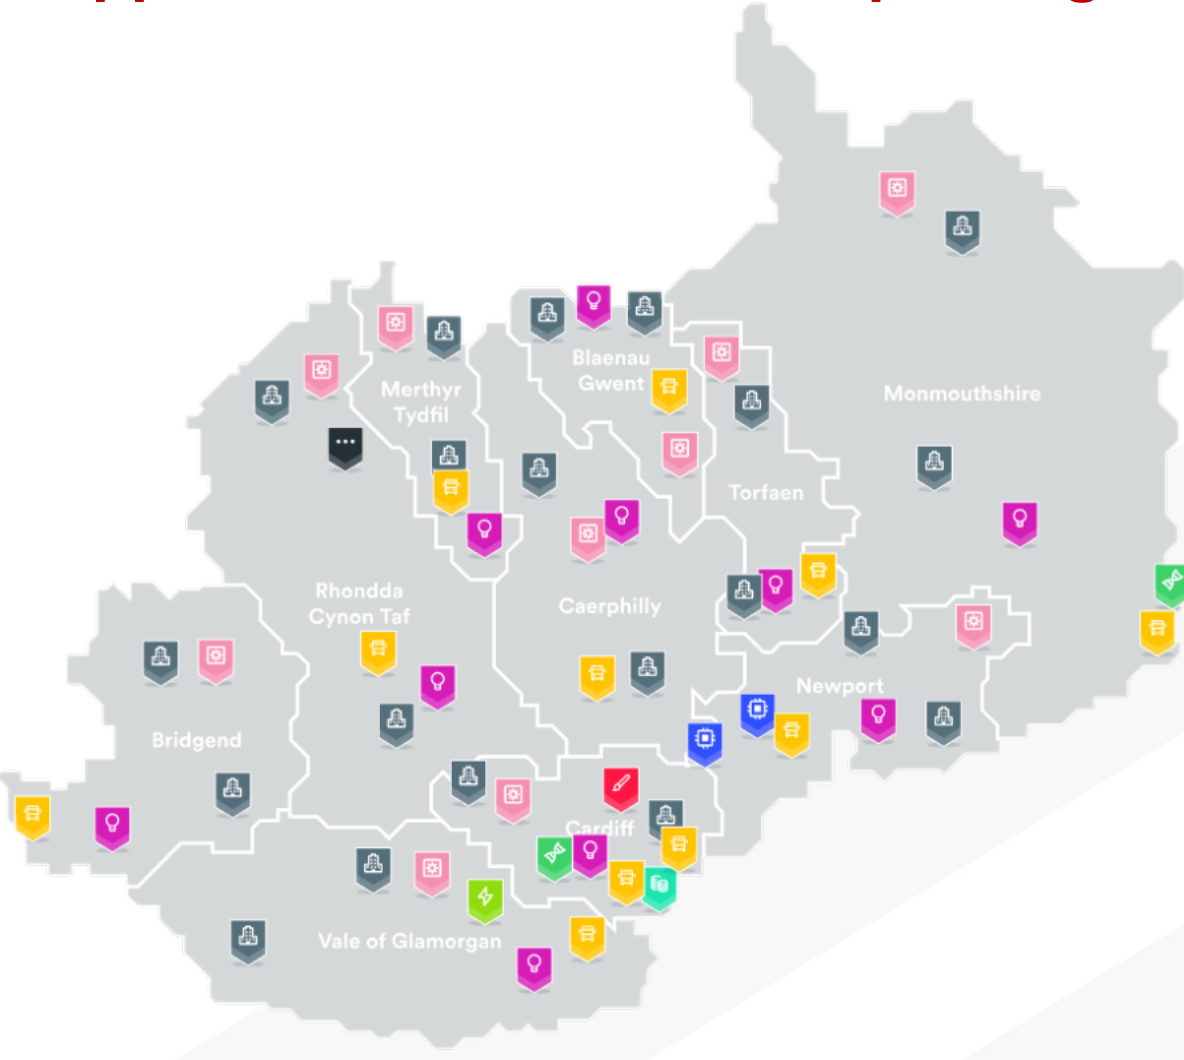 Blaenau
Gwent
Merthyr
Tydfil
Monmouthshire
Torfaen
Rhondda
Cynon Taf
Caerphilly
Newport
Bridgend
Cardiff
Vale of Glamorgan